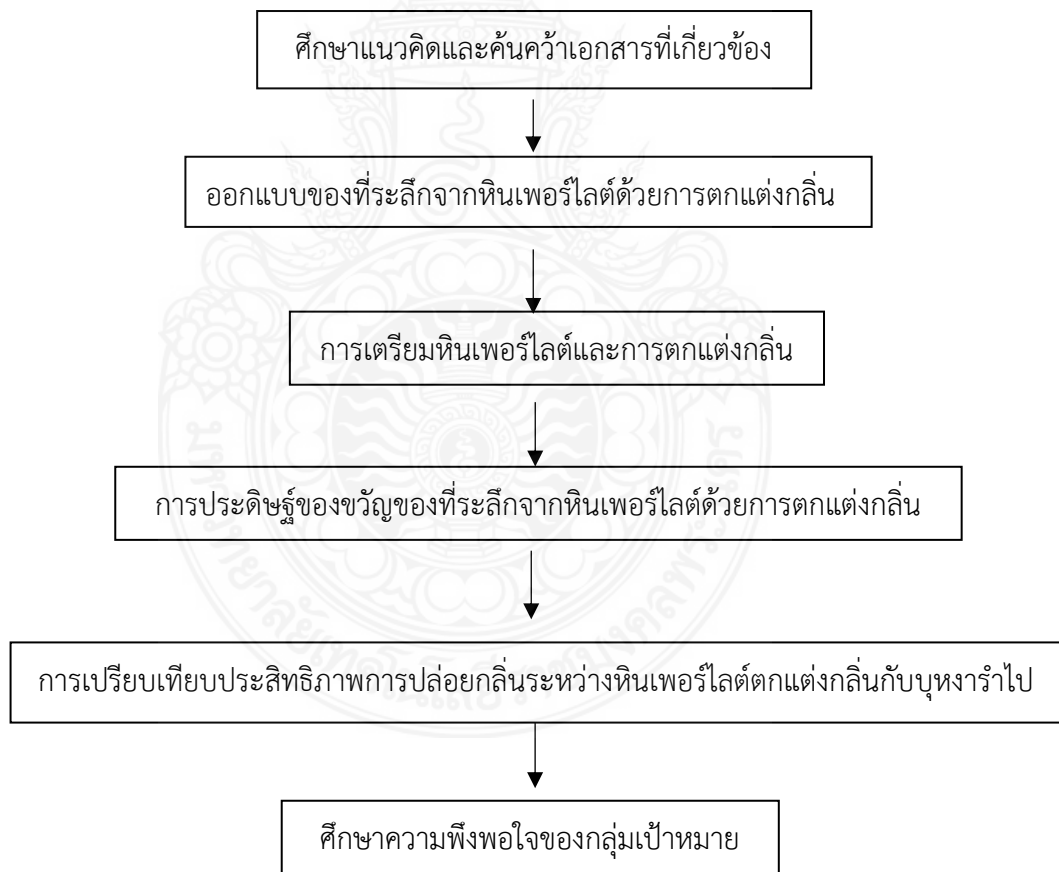 ศึกษาแนวคิดและค้นคว้าเอกสารที่เกี่ยวข้อง
ออกแบบของที่ระลึกจากหินเพอร์ไลต์ด้วยการตกแต่งกลิ่น
การเตรียมหินเพอร์ไลต์และการตกแต่งกลิ่น
การประดิษฐ์ของขวัญของที่ระลึกจากหินเพอร์ไลต์ด้วยการตกแต่งกลิ่น
การเปรียบเทียบประสิทธิภาพการปล่อยกลิ่นระหว่างหินเพอร์ไลต์ตกแต่งกลิ่นกับบุหงารำไป
ศึกษาความพึงพอใจของกลุ่มเป้าหมาย